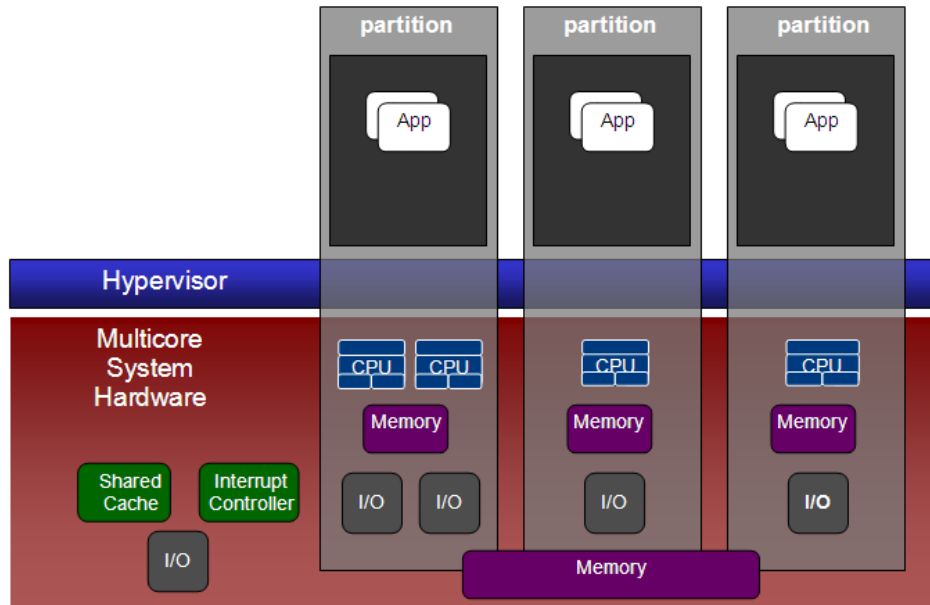 partition
partition
partition
App
App
App
Hypervisor
Multicore
System
Hardware
CPU
CPU
CPU
CPU
Memory
Memory
Memory
Shared
Cache
Interrupt
Controller
I/O
I/O
I/O
I/O
I/O
Memory